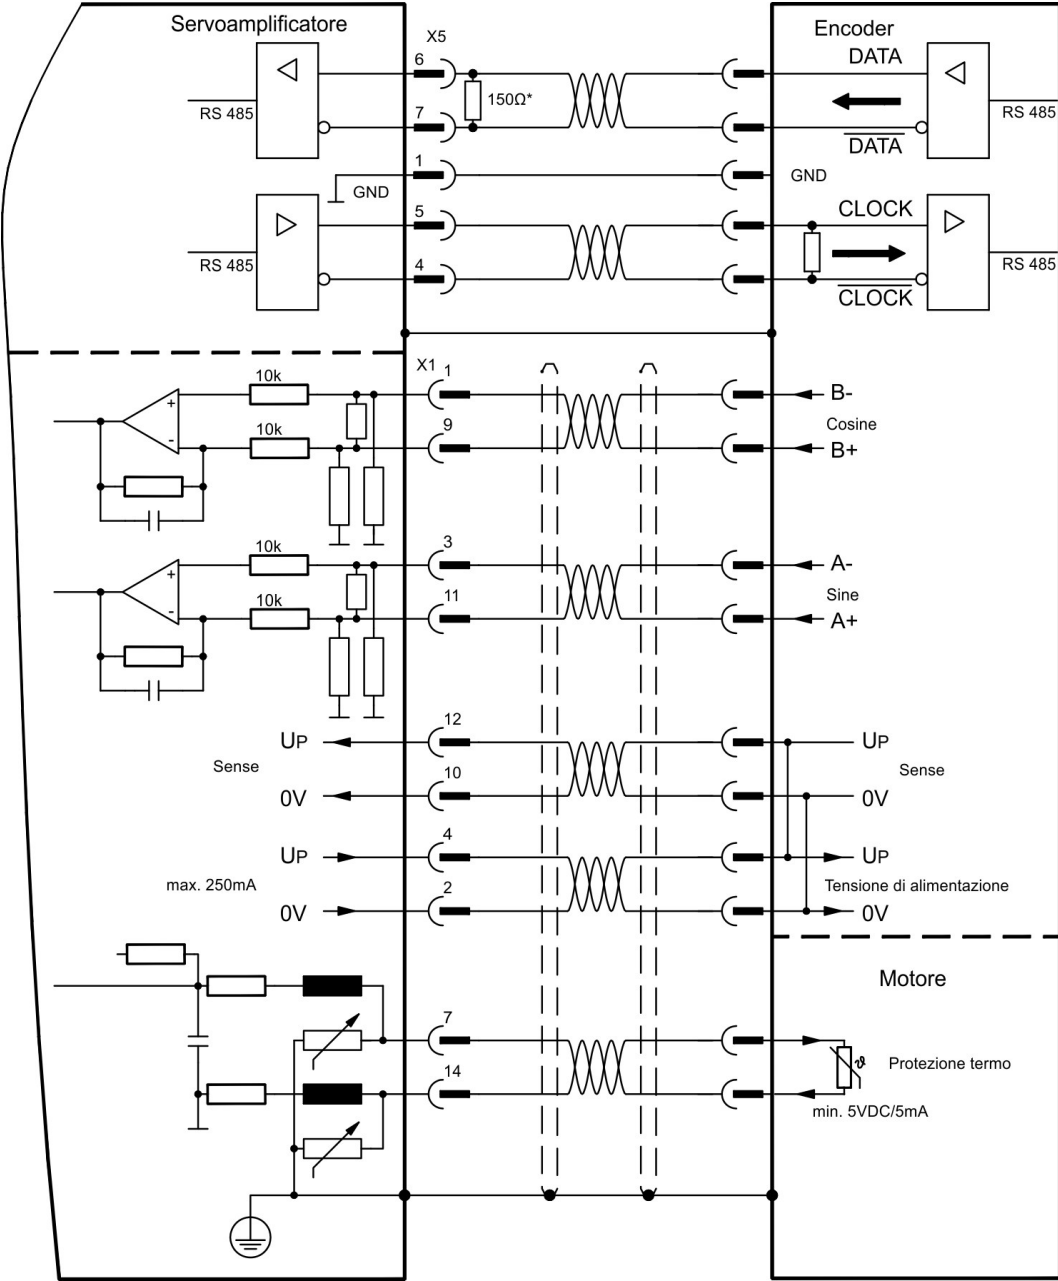 Servoamplificatore
X5
Encoder
DATA
6
150Ω*
RS 485
RS 485
7
DATA
1
GND
GND
5
CLOCK
RS 485
RS 485
4
CLOCK
X1
1
10k
+
B-
Cosine
9
10k
-
B+
3
10k
+
A-
Sine
11
10k
-
A+
12
UP
UP
Sense
Sense
10
0V
0V
4
UP
UP
max. 250mA
Tensione di alimentazione
2
0V
0V
Motore
7
ϑ
Protezione termo
14
min. 5VDC/5mA